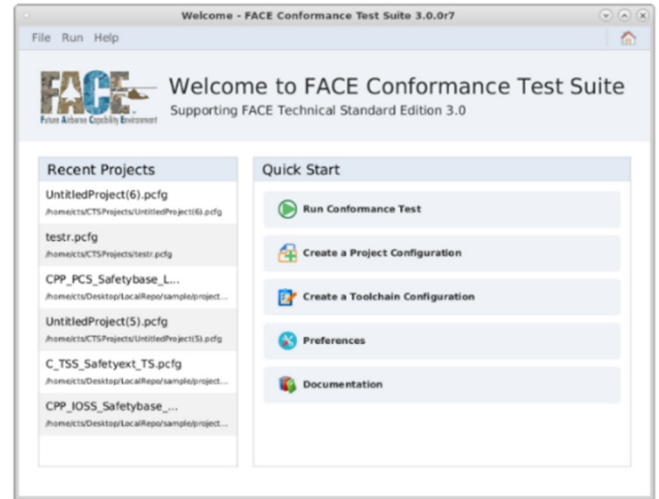 Welcome - FACE Conformance Test Suite 3.0.0r7
File Run Help
FACE
Future Airborne Capability Environment
Welcome to FACE Conformance Test Suite
Supporting FACE Technical Standard Edition 3.0
Recent Projects
UntitledProject(6).pcfg
/home/cts/CTSProjects/UntitledProject(6).pcfg
testr.pcfg
/home/cts/CTSProjects/testr.pcfg
CPP_PCS_Safetybase_L...
/home/cts/Desktop/LocalRepo/sample/project...
UntitledProject(5).pcfg
/home/cts/CTSProjects/UntitledProject(5).pcfg
C_TSS_Safetyext_TS.pcfg
/home/cts/Desktop/LocalRepo/sample/project...
CPP_IOSS_Safetybase_...
/home/cts/Desktop/LocalRepo/sample/project...
Quick Start
Run Conformance Test
Create a Project Configuration
Create a Toolchain Configuration
Preferences
Documentation